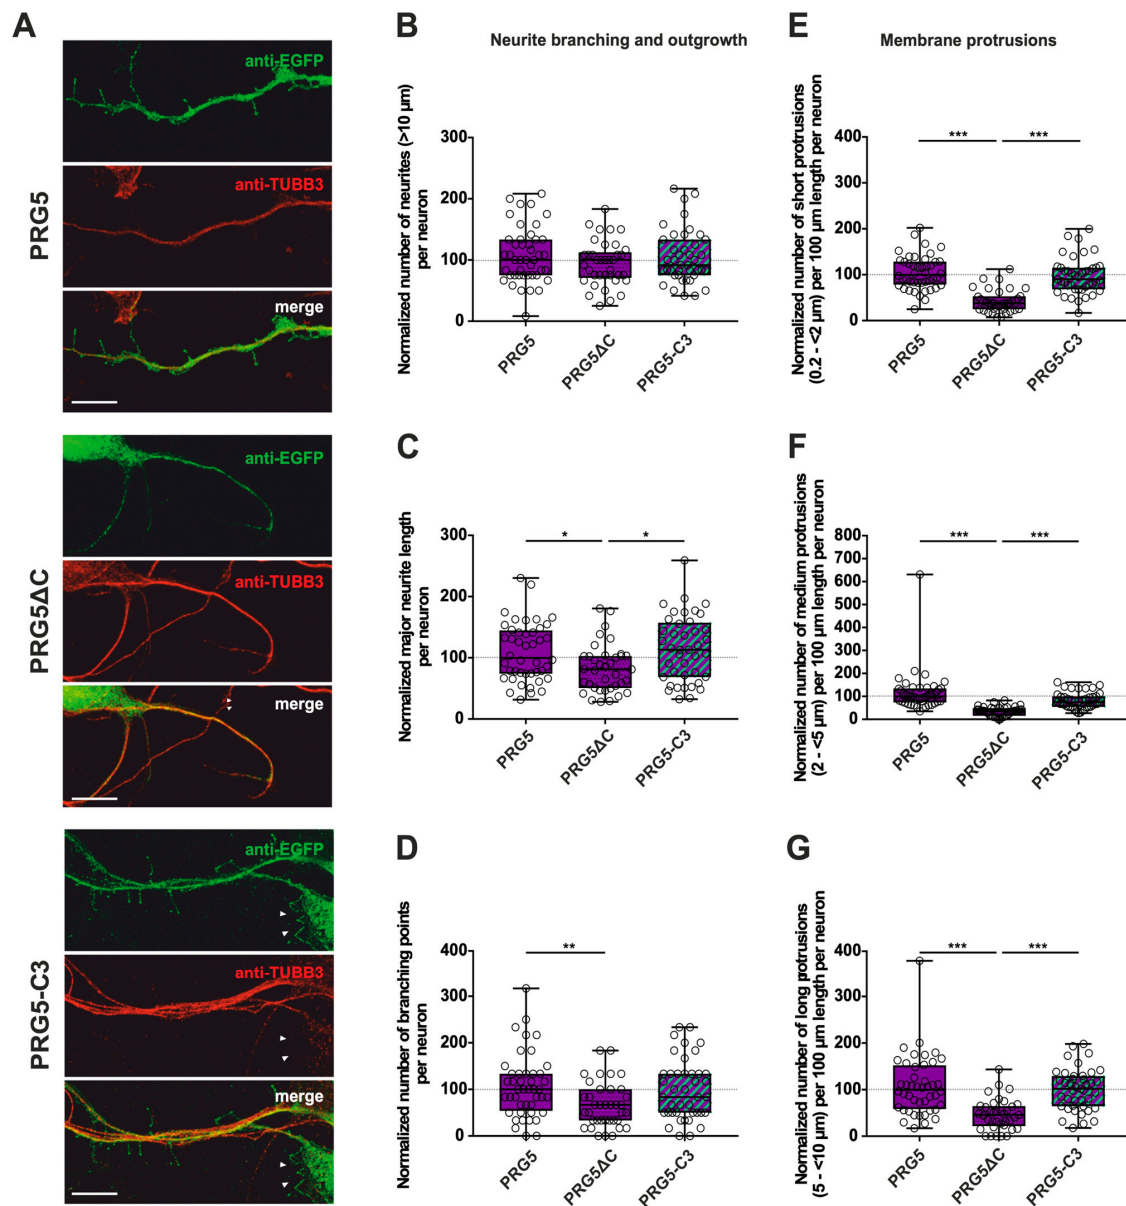 A
PRG5
anti-EGFP
anti-TUBB3
merge
PRG5ΔC
anti-EGFP
anti-TUBB3
merge
PRG5-C3
anti-EGFP
anti-TUBB3
merge
Neurite branching and outgrowth
B
Normalized number of neurites (>10 µm)
per neuron
300
200
100
0
PRG5
PRG5ΔC
PRG5-C3
C
Normalized major neurite length
per neuron
300
200
100
0
*
*
PRG5
PRG5ΔC
PRG5-C3
D
Normalized number of branching points
per neuron
400
300
200
100
0
**
PRG5
PRG5ΔC
PRG5-C3
Membrane protrusions
E
Normalized number of short protrusions
(0.2 - <2 µm) per 100 µm length per neuron
400
300
200
100
0
***
***
PRG5
PRG5ΔC
PRG5-C3
F
Normalized number of medium protrusions
(2 - <5 µm) per 100 µm length per neuron
800
700
600
500
400
300
200
100
0
***
***
PRG5
PRG5ΔC
PRG5-C3
G
Normalized number of long protrusions
(5 - <10 µm) per 100 µm length per neuron
400
300
200
100
0
***
***
PRG5
PRG5ΔC
PRG5-C3